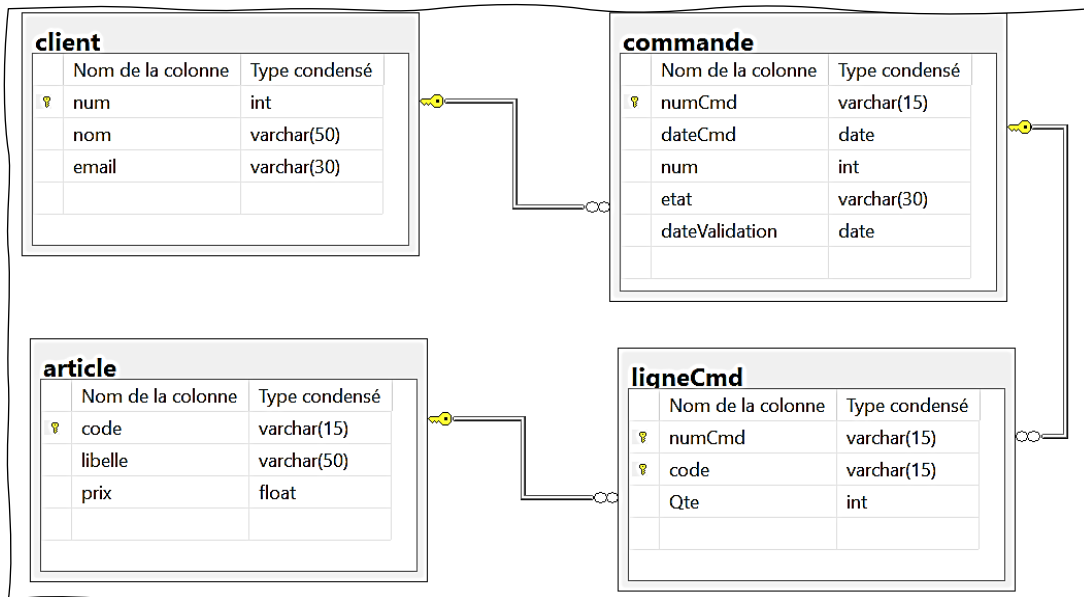 client
Nom de la colonne Type condensé
num int
nom varchar(50)
email varchar(30)
commande
Nom de la colonne Type condensé
numCmd varchar(15)
dateCmd date
num int
etat varchar(30)
dateValidation date
article
Nom de la colonne Type condensé
code varchar(15)
libelle varchar(50)
prix float
ligneCmd
Nom de la colonne Type condensé
numCmd varchar(15)
code varchar(15)
Qte int